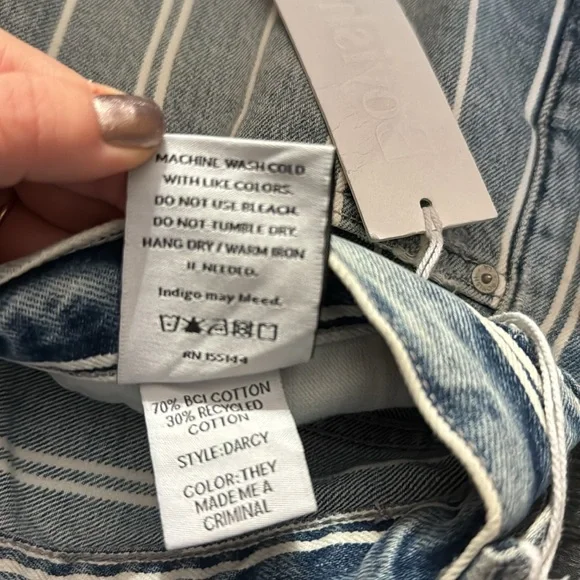 MACHINE WASH COLD
WITH LIKE COLORS.
DO NOT USE BLEACH.
DO NOT TUMBLE DRY.
HANG DRY / WARM IRON
IF NEEDED.
Indigo may bleed.
RN 155144
70% BCI COTTON
30% RECYCLED
COTTON
STYLE:DARCY
COLOR:THEY
MADE ME A
CRIMINAL